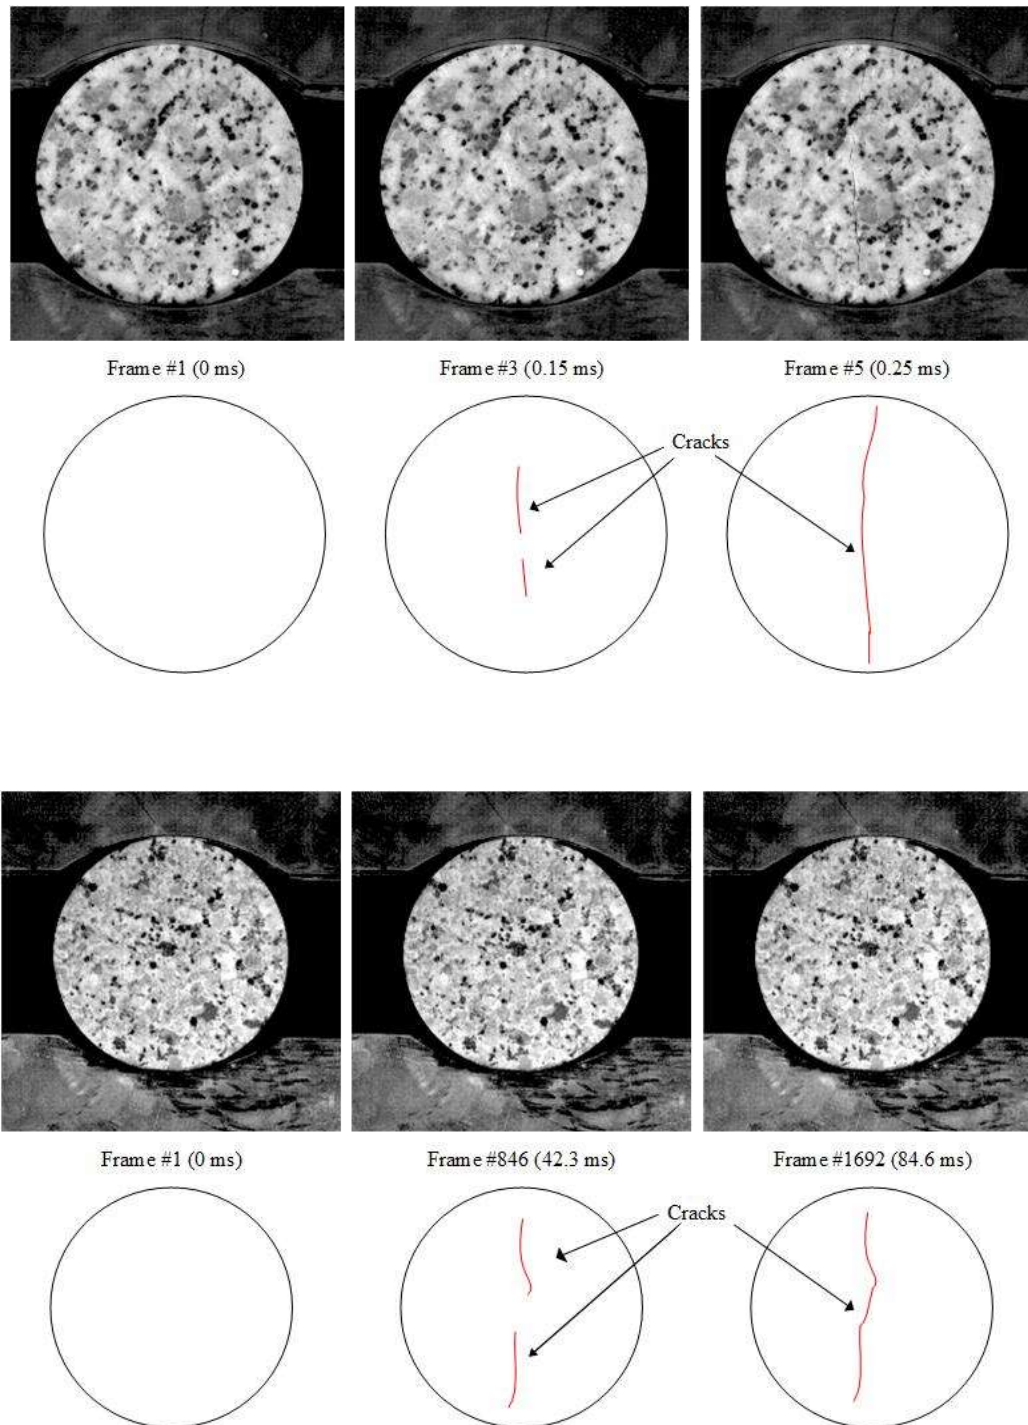 Frame #1 (0 ms)
Frame #3 (0.15 ms)
Frame #5 (0.25 ms)
Cracks
Frame #1 (0 ms)
Frame #846 (42.3 ms)
Frame #1692 (84.6 ms)
Cracks